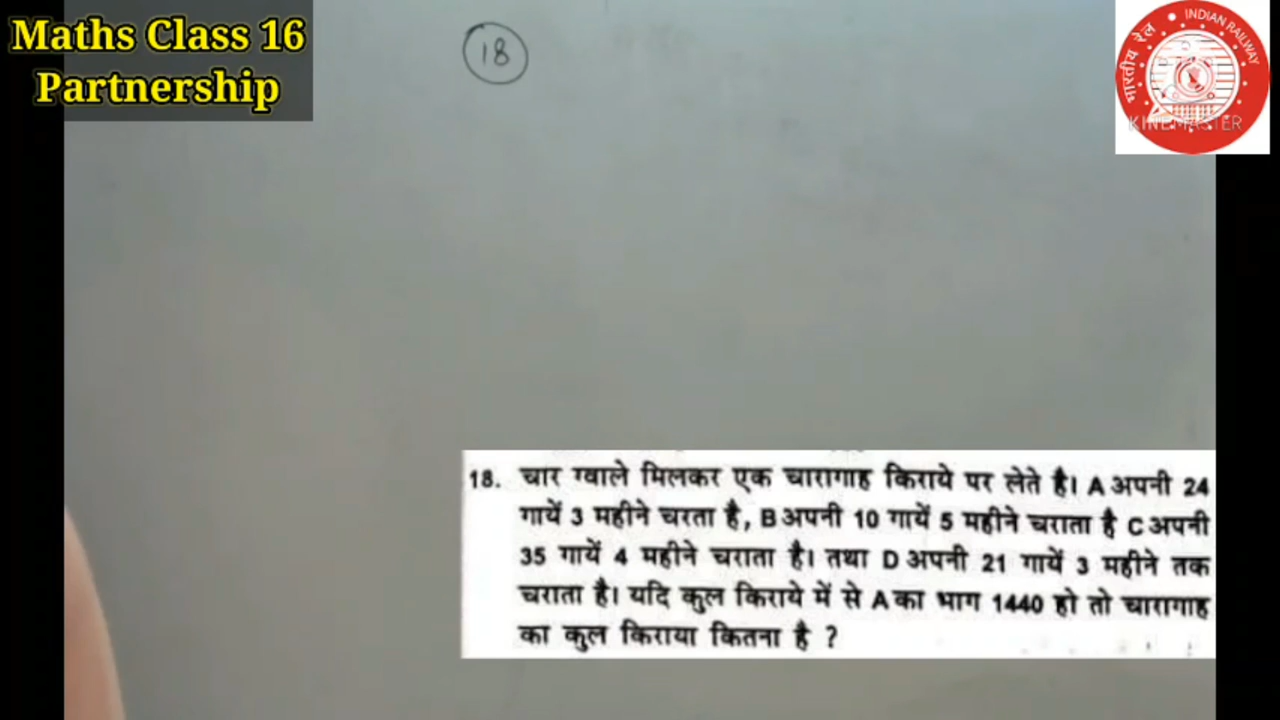 Maths Class 16
Partnership
18
INDIAN RAILWAY
भारतीय रेल
KINEMASTER
18. चार ग्वाले मिलकर एक चारागाह किराये पर लेते है। A अपनी 24
गायें 3 महीने चरता है, B अपनी 10 गायें 5 महीने चराता है C अपनी
35 गायें 4 महीने चराता है। तथा D अपनी 21 गायें 3 महीने तक
चराता है। यदि कुल किराये में से A का भाग 1440 हो तो चारागाह
का कुल किराया कितना है ?